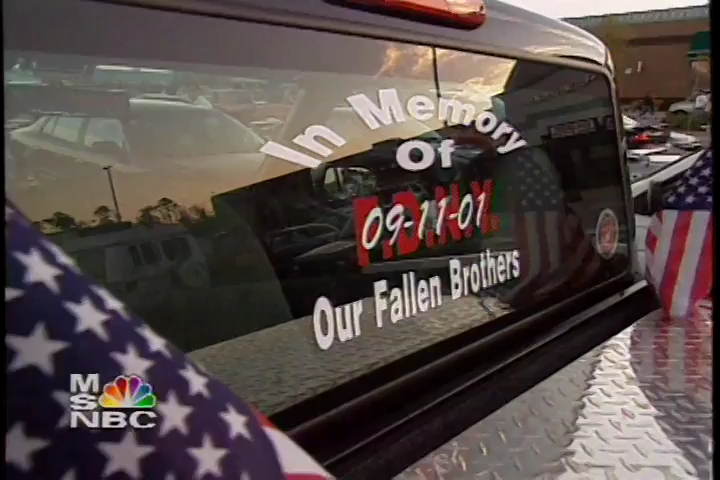 In Memory
Of
F.D.N.Y.
09-11-01
Our Fallen Brothers
MSNBC